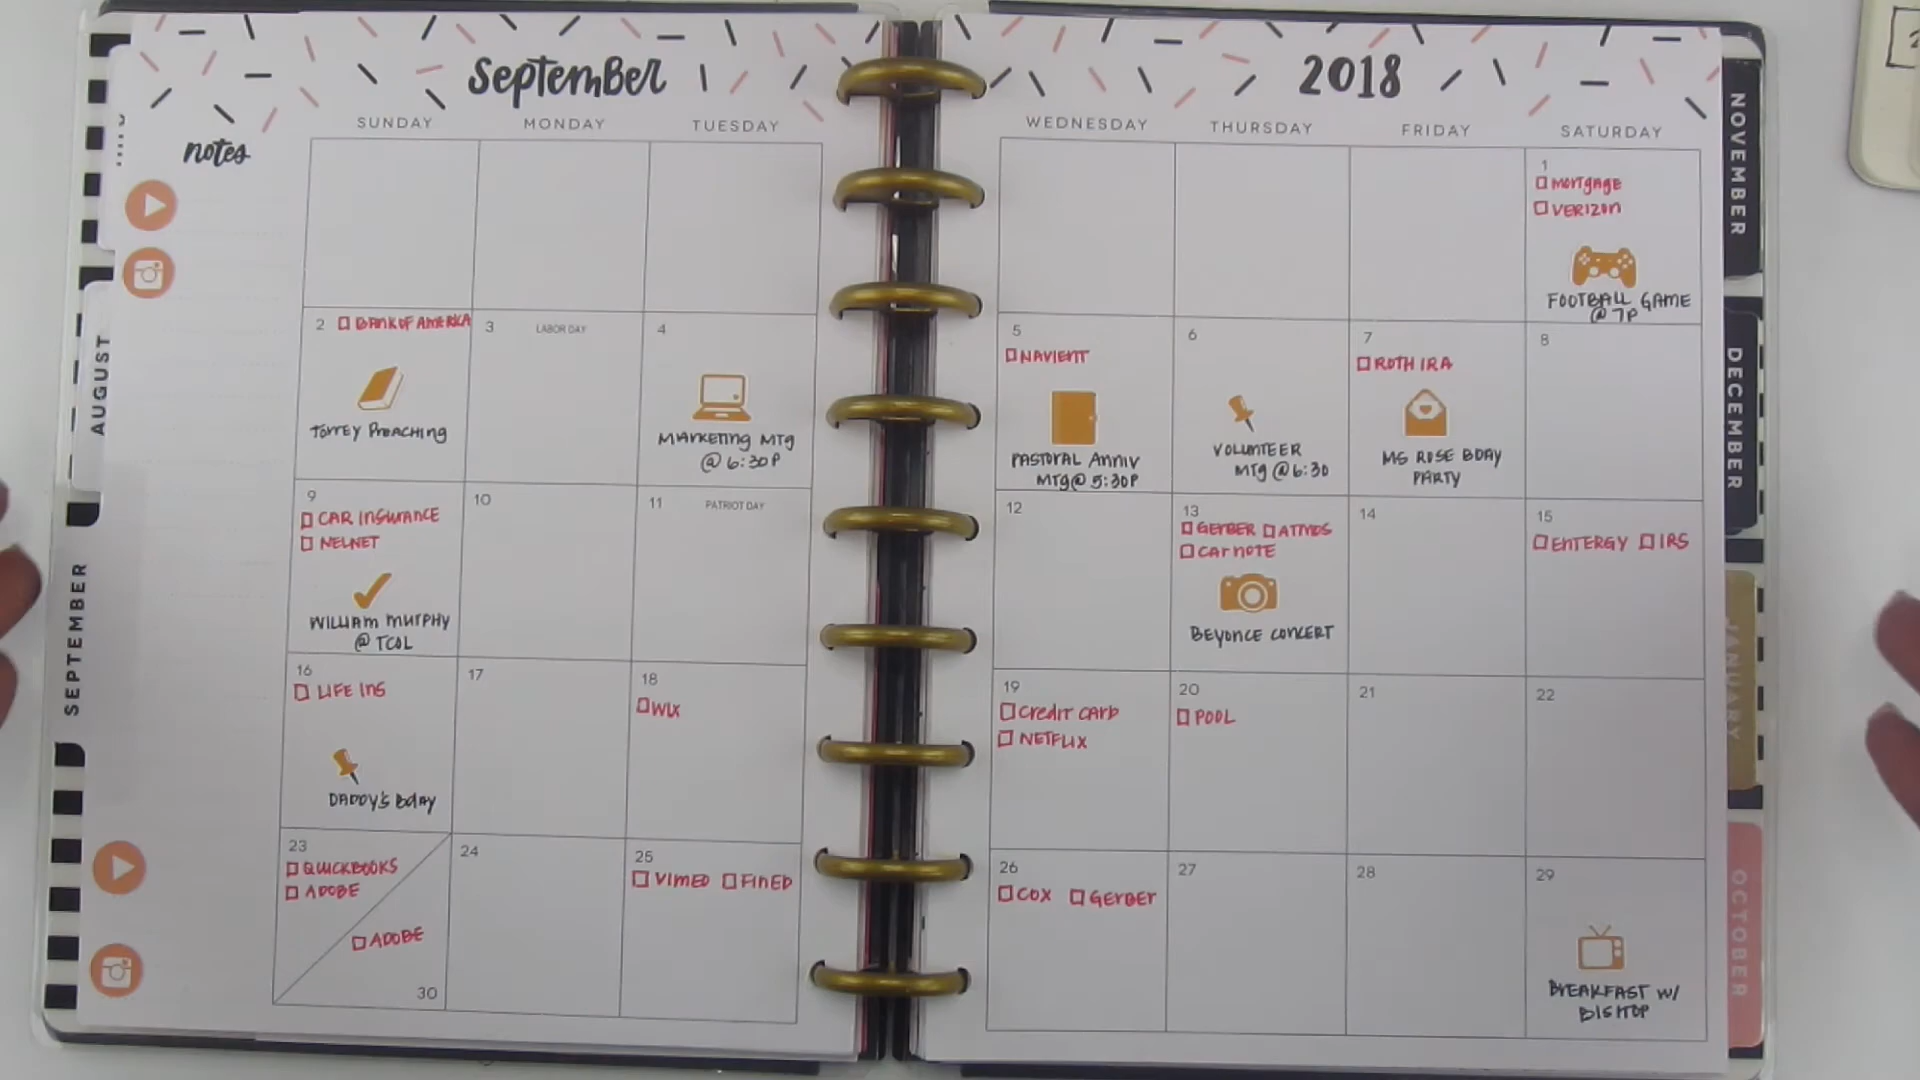 September
2018
notes
SUNDAY
MONDAY
TUESDAY
WEDNESDAY
THURSDAY
FRIDAY
SATURDAY
1
MORTGAGE
VERIZON
FOOTBALL GAME
@ 7P
2
BANK OF AMERICA
TORREY PREACHING
3
LABOR DAY
4
MARKETING MTG
@ 6:30P
5
NAVIENT
PASTORAL ANNIV
MTG @ 5:30P
6
VOLUNTEER
MTG @ 6:30
7
ROTH IRA
MS ROSE BDAY
PARTY
8
9
CAR INSURANCE
NELNET
WILLIAM MURPHY
@ TCOL
10
11
PATRIOT DAY
12
13
GERBER ATMOS
CAR NOTE
BEYONCE CONCERT
14
15
ENTERGY IRS
16
LIFE INS
DADDY'S BDAY
17
18
WIX
19
CREDIT CARD
NETFLIX
20
POOL
21
22
23
QUICKBOOKS
ADOBE
ADOBE
30
24
25
VIMEO FINED
26
COX GERBER
27
28
29
BREAKFAST W/
BISHOP
AUGUST
SEPTEMBER
NOVEMBER
DECEMBER
JANUARY
OCTOBER